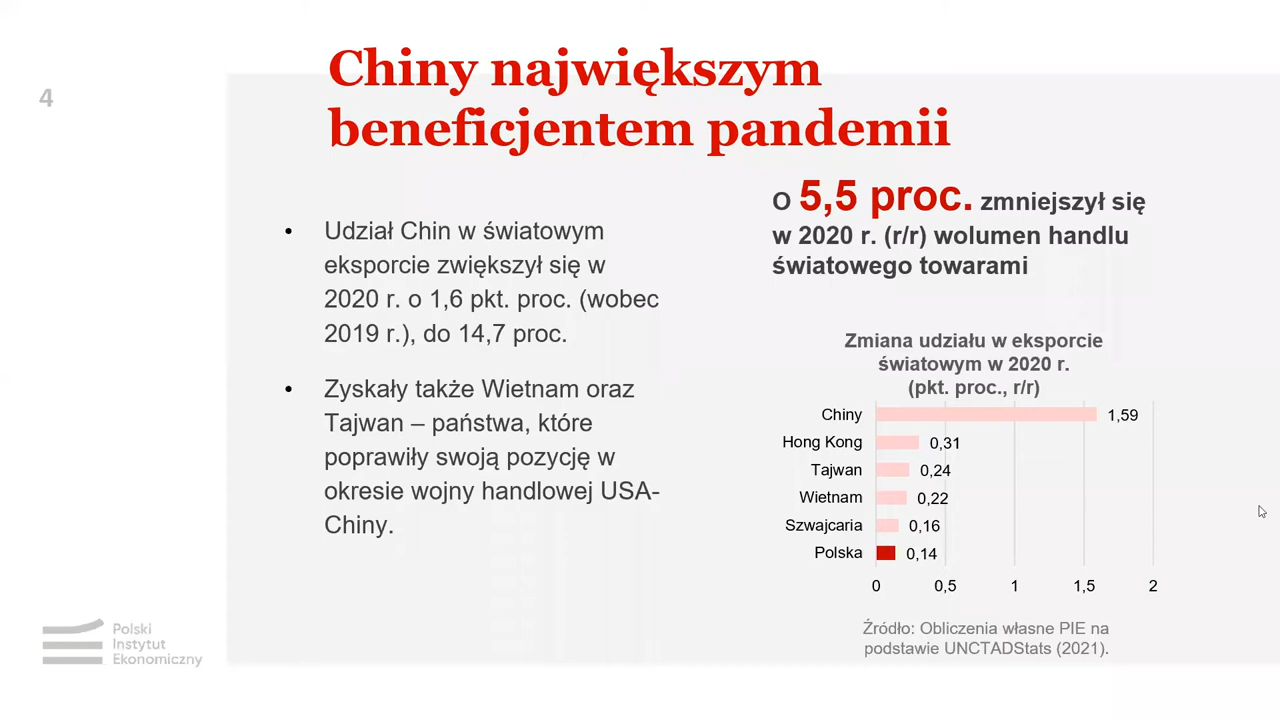 4
Chiny największym
beneficjentem pandemii
Udział Chin w światowym
eksporcie zwiększył się w
2020 r. o 1,6 pkt. proc. (wobec
2019 r.), do 14,7 proc.
Zyskały także Wietnam oraz
Tajwan – państwa, które
poprawiły swoją pozycję w
okresie wojny handlowej USA-
Chiny.
O 5,5 proc. zmniejszył się
w 2020 r. (r/r) wolumen handlu
światowego towarami
Zmiana udziału w eksporcie
światowym w 2020 r.
(pkt. proc., r/r)
Chiny 1,59
Hong Kong 0,31
Tajwan 0,24
Wietnam 0,22
Szwajcaria 0,16
Polska 0,14
0 0,5 1 1,5 2
Źródło: Obliczenia własne PIE na
podstawie UNCTADStats (2021).
Polski
Instytut
Ekonomiczny